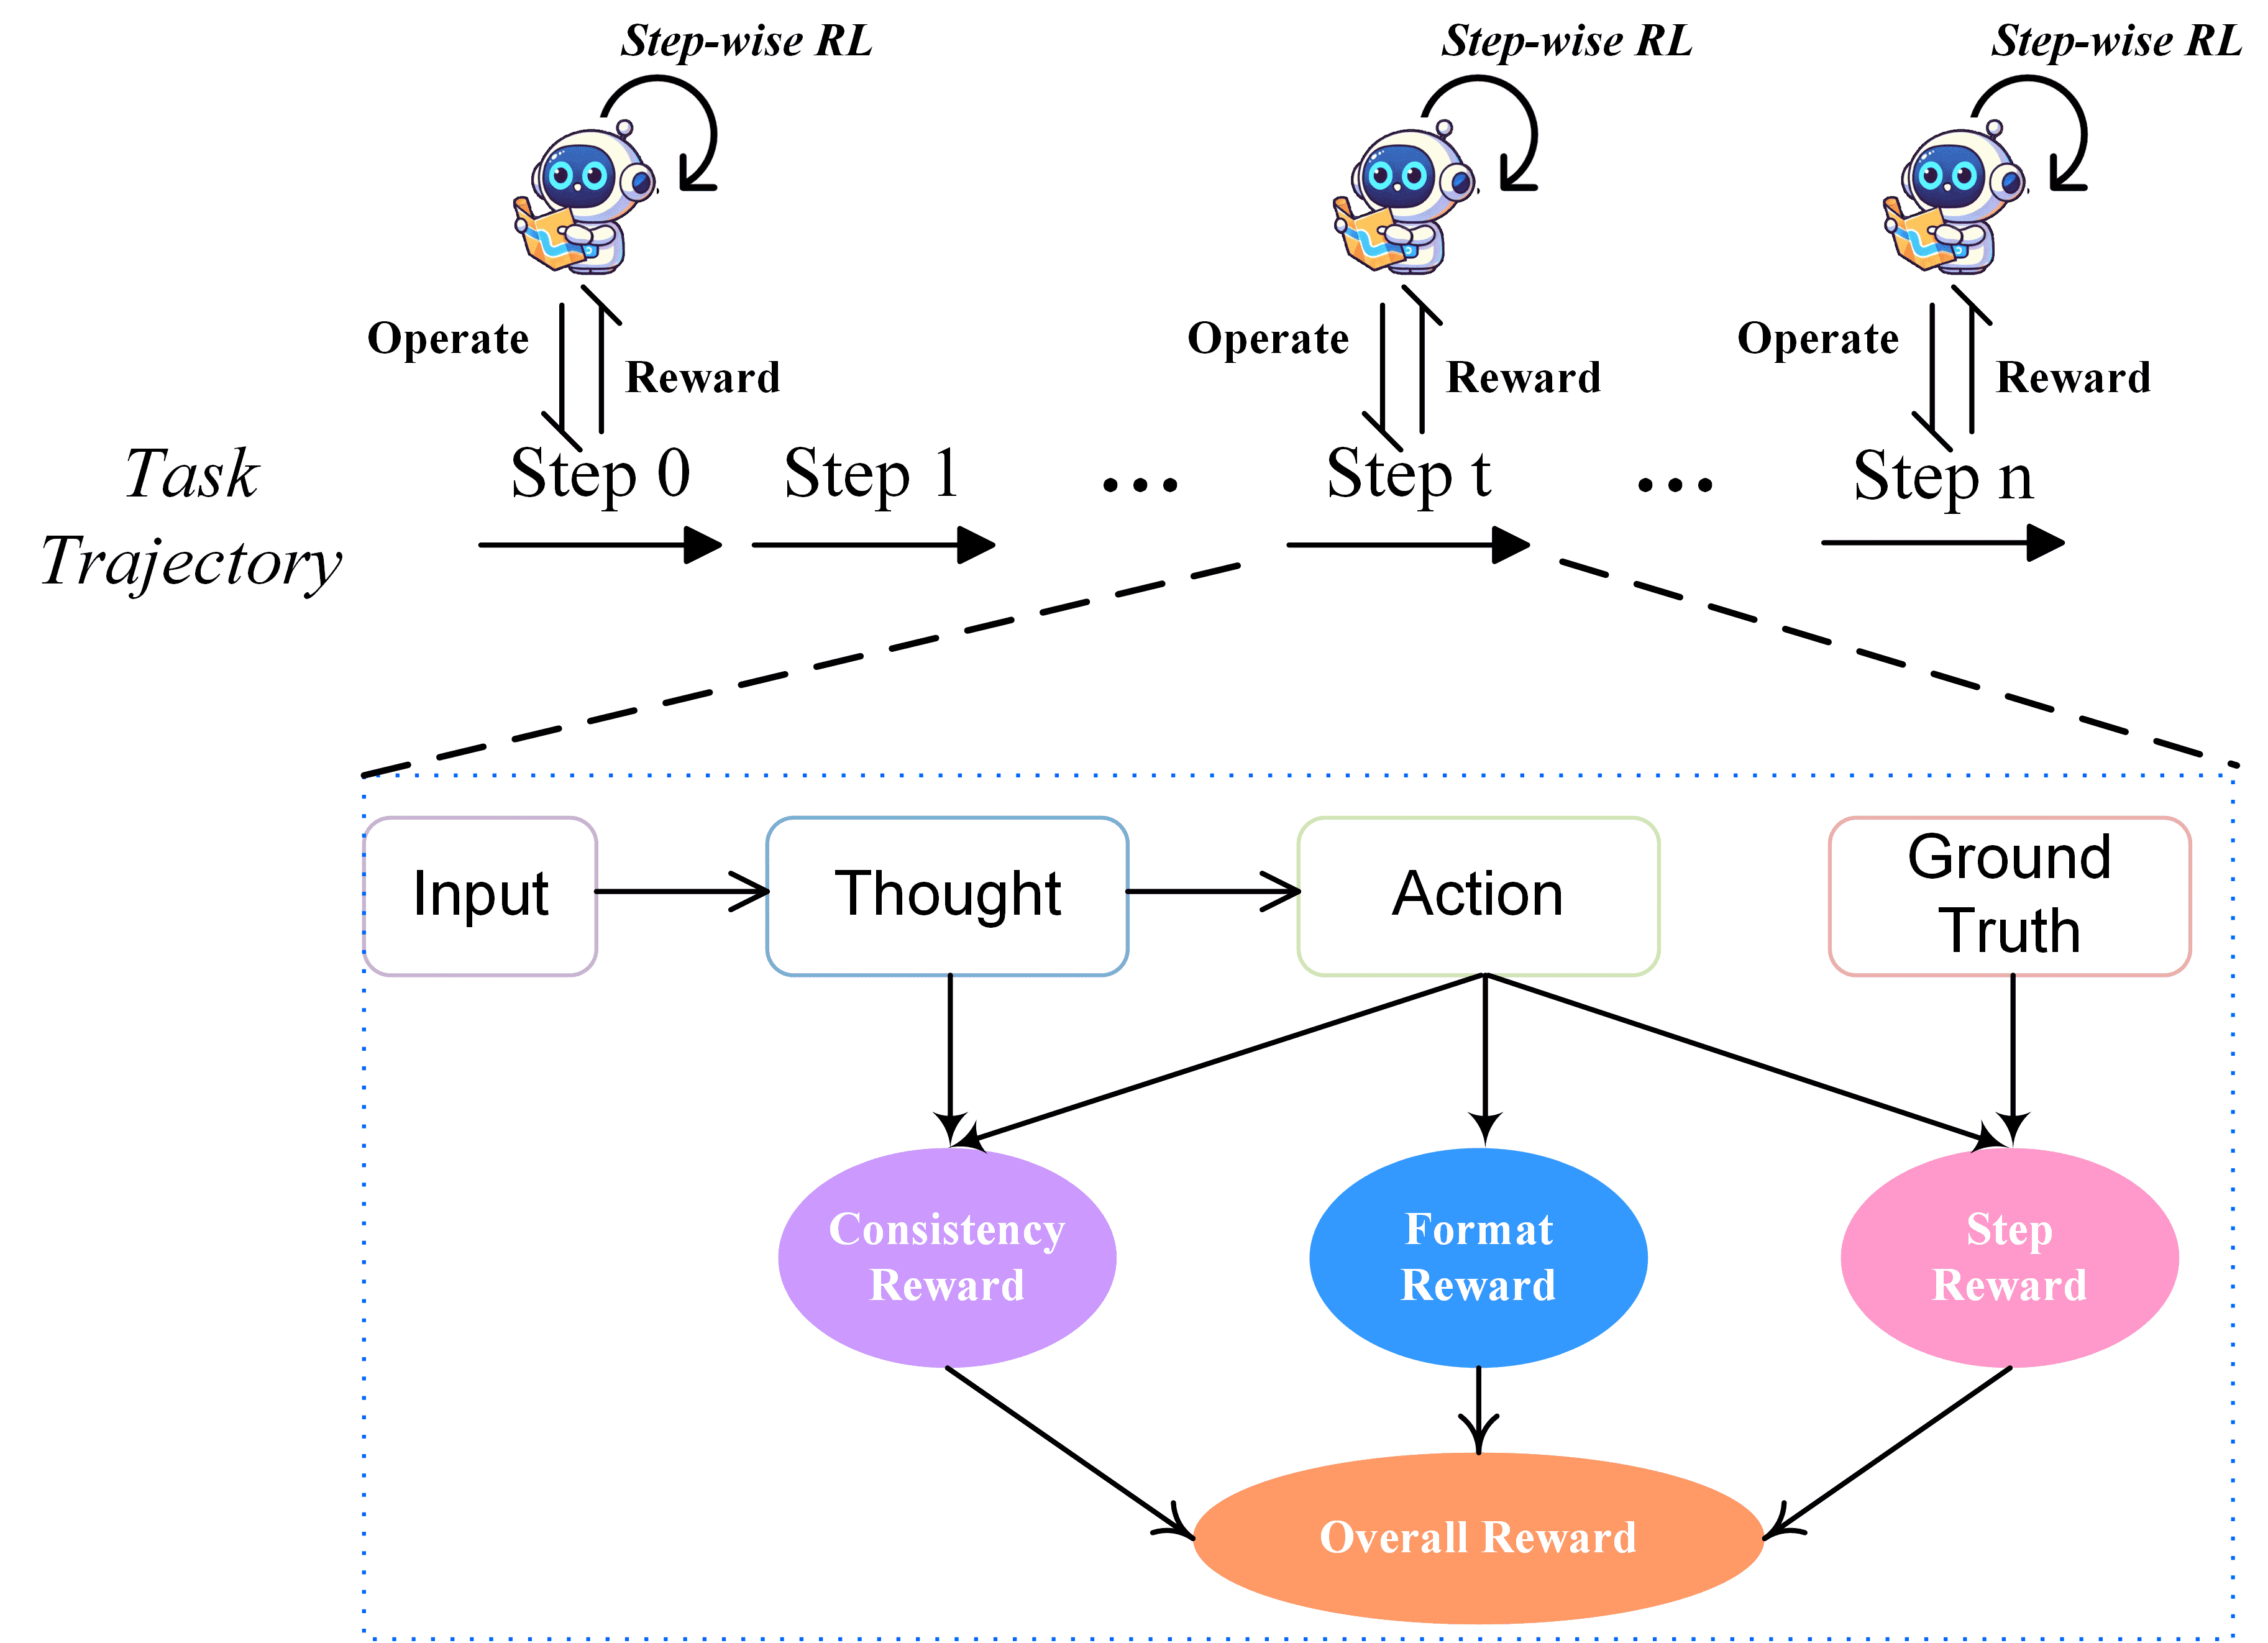 Step-wise RL
Step-wise RL
Step-wise RL
Operate
Reward
Operate
Reward
Operate
Reward
Task
Trajectory
Step 0
Step 1
...
Step t
...
Step n
Input
Thought
Action
Ground
Truth
Consistency
Reward
Format
Reward
Step
Reward
Overall Reward